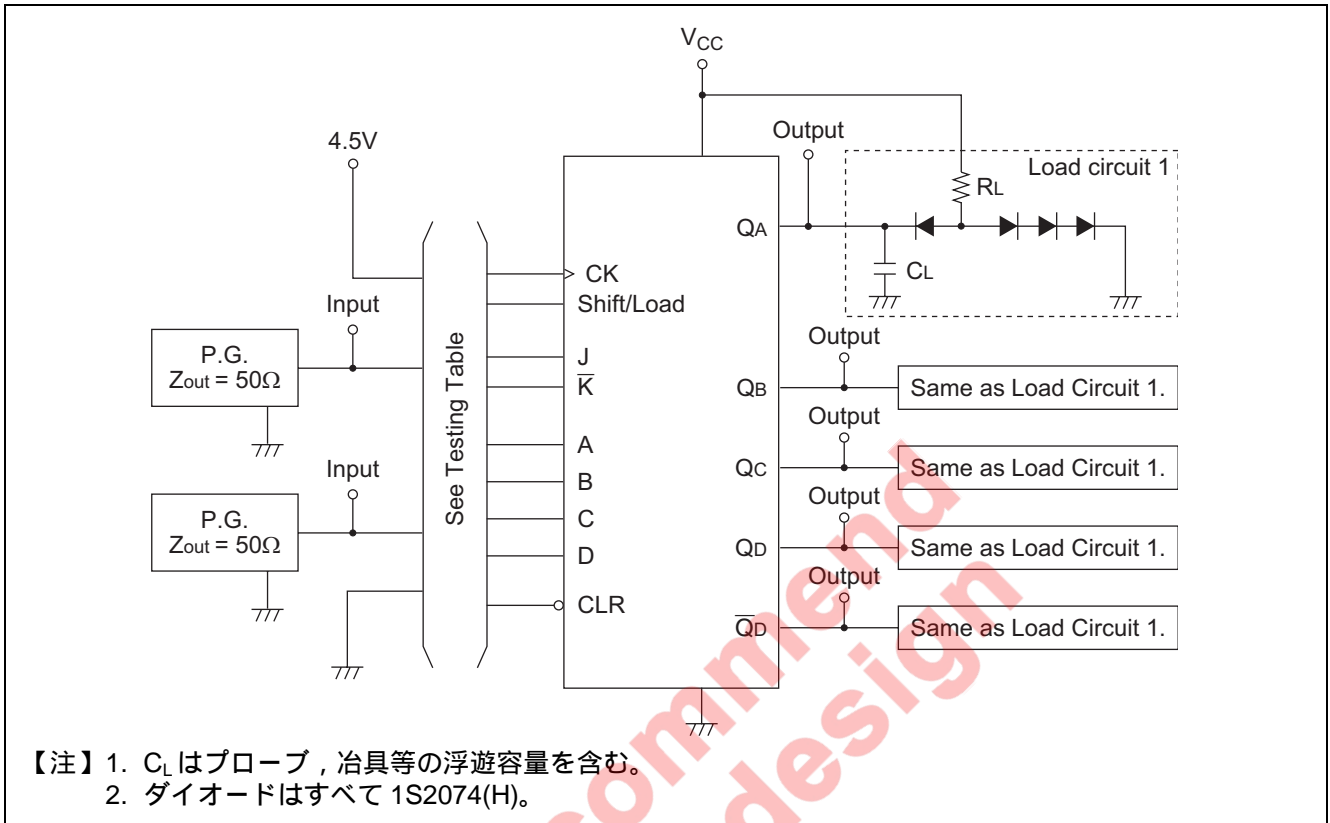 VCC
4.5V
Output
Load circuit 1
RL
QA
CL
CK
Shift/Load
Input
P.G.
Zout = 50Ω
J
K̅
See Testing Table
Output
QB
Same as Load Circuit 1.
Output
A
QC
Same as Load Circuit 1.
Input
B
Output
P.G.
Zout = 50Ω
C
D
QD
Same as Load Circuit 1.
Output
CLR
Q̅D
Same as Load Circuit 1.
commend
design
【注】1. CLはプローブ，冶具等の浮遊容量を含む。
2. ダイオードはすべて 1S2074(H)。